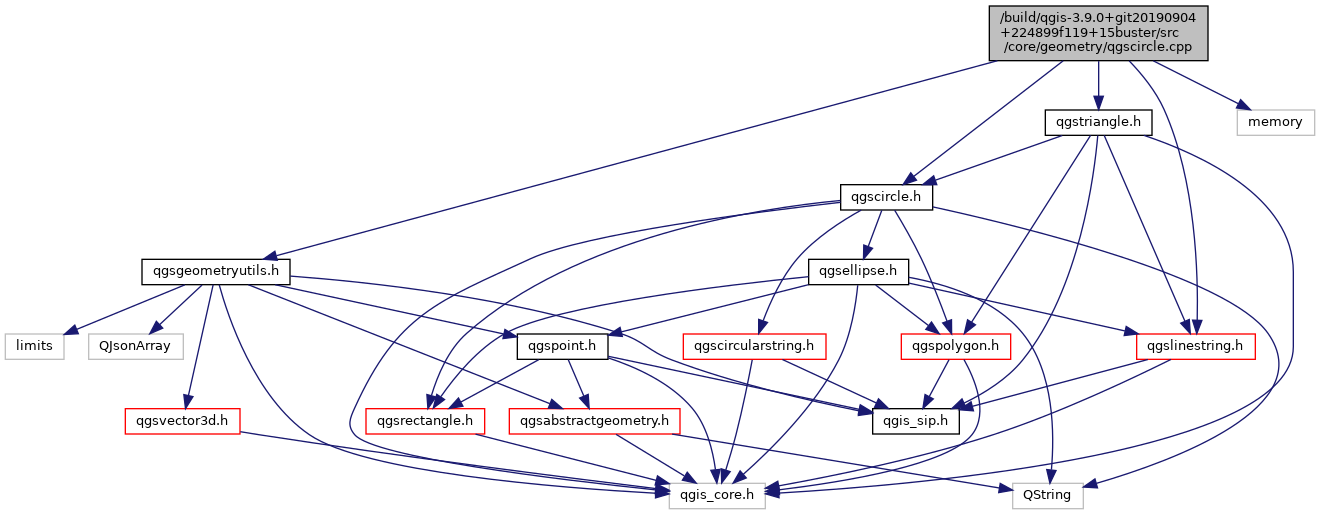 /build/qgis-3.9.0+git20190904
+224899f119+15buster/src
/core/geometry/qgscircle.cpp
qgstriangle.h
memory
qgscircle.h
qgsgeometryutils.h
qgsellipse.h
limits
QJsonArray
qgspoint.h
qgscircularstring.h
qgspolygon.h
qgslinestring.h
qgsvector3d.h
qgsrectangle.h
qgsabstractgeometry.h
qgis_sip.h
qgis_core.h
QString